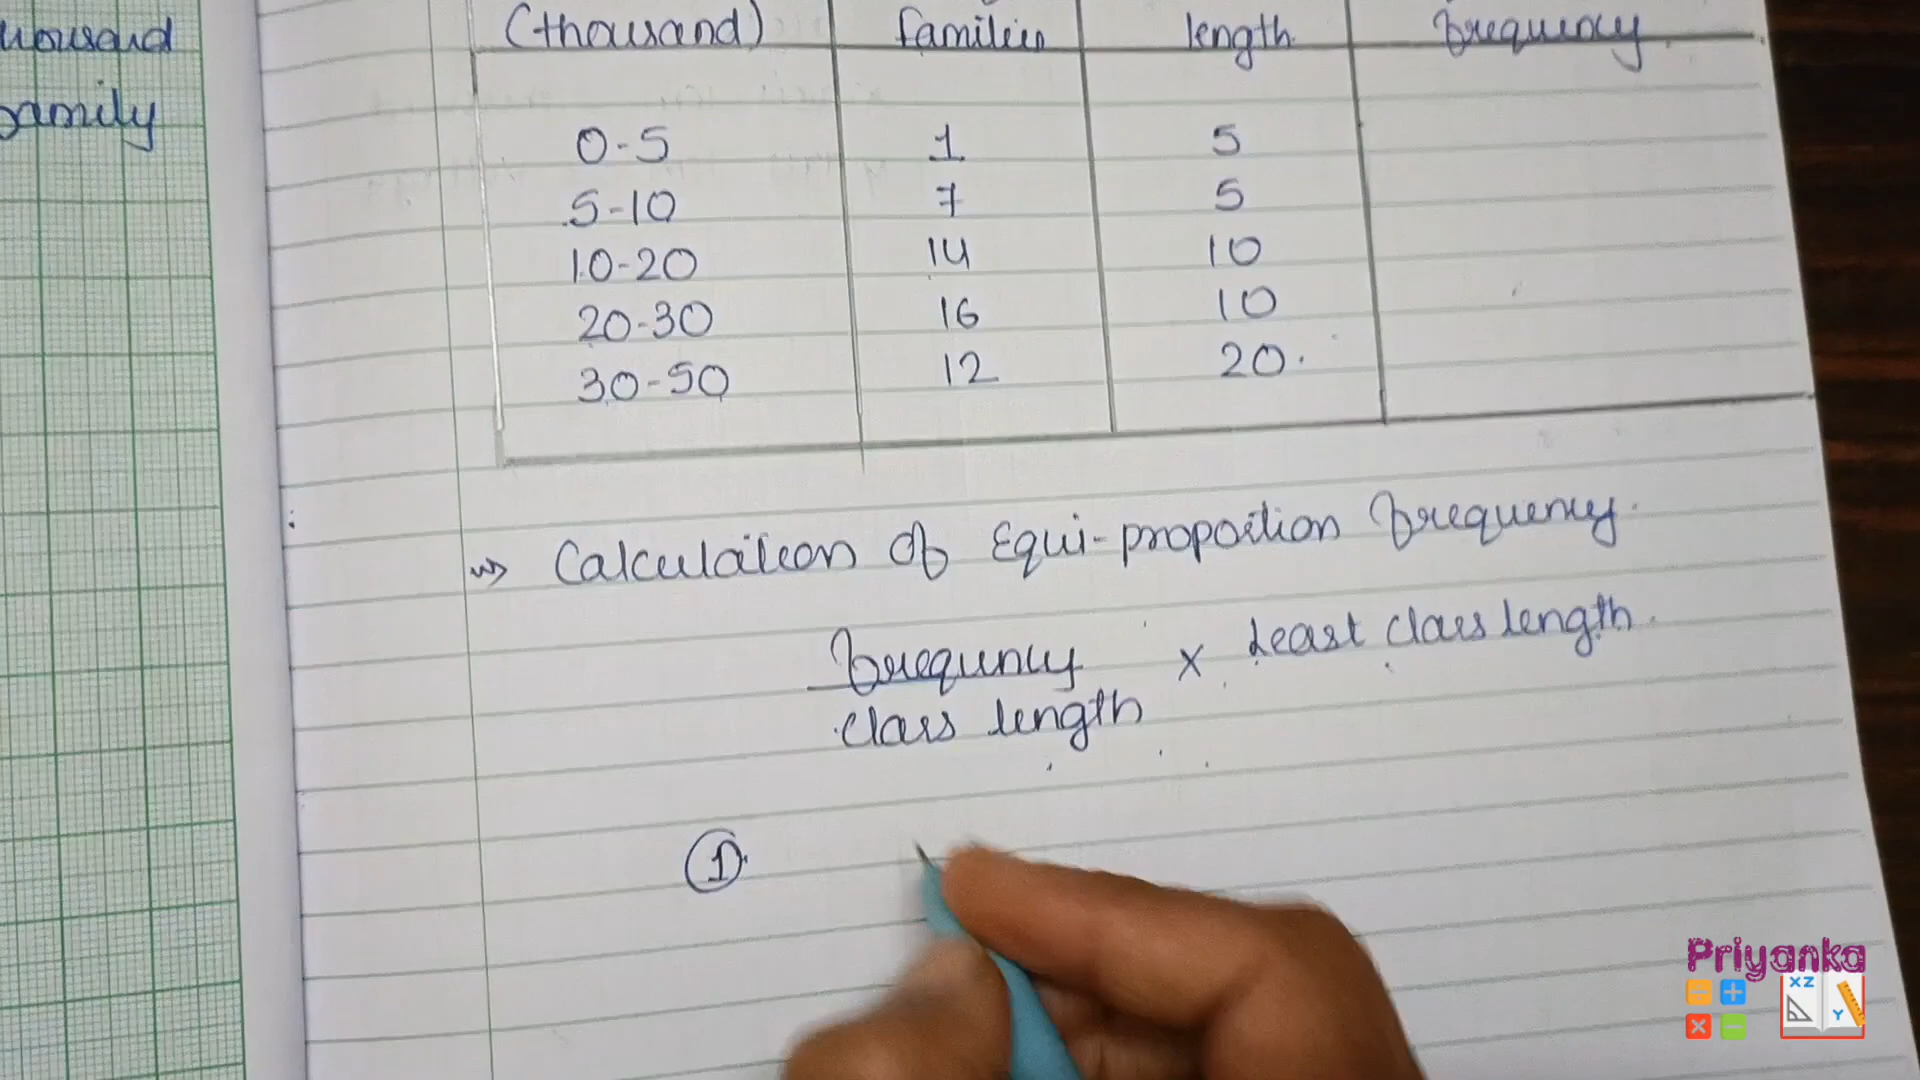 thousand
family
(thousand) families length frequency
0-5 1 5
5-10 7 5
10-20 14 10
20-30 16 10
30-50 12 20.
Calculation of Equi-proportion frequency.
frequncy × Least class length.
class length
①
Priyanka
XZ
Y